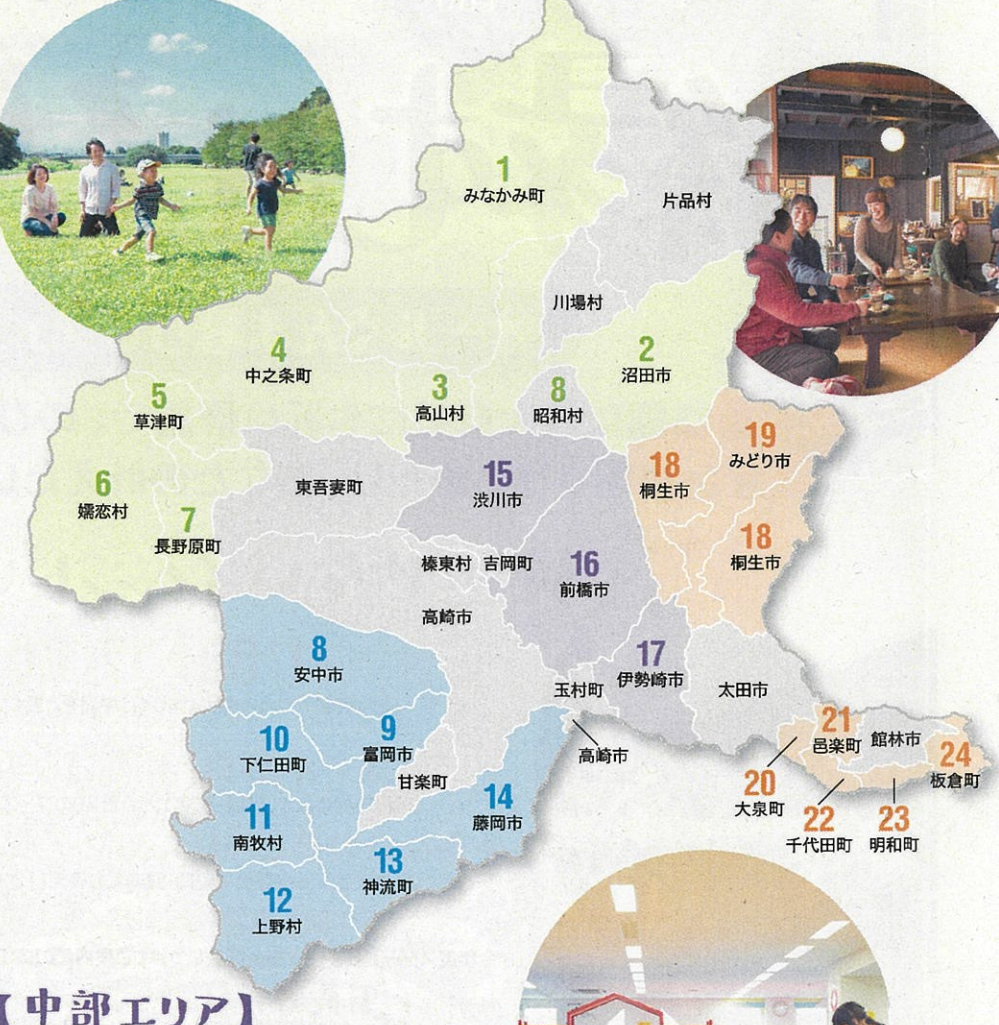 1
みなかみ町
片品村
川場村
2
沼田市
4
中之条町
3
高山村
8
昭和村
5
草津町
6
嬬恋村
7
長野原町
東吾妻町
15
渋川市
18
桐生市
19
みどり市
18
桐生市
榛東村
吉岡町
16
前橋市
高崎市
8
安中市
17
伊勢崎市
玉村町
太田市
高崎市
10
下仁田町
9
富岡市
甘楽町
14
藤岡市
11
南牧村
13
神流町
12
上野村
21
邑楽町
館林市
24
板倉町
20
大泉町
22
千代田町
23
明和町
【中部エリア】